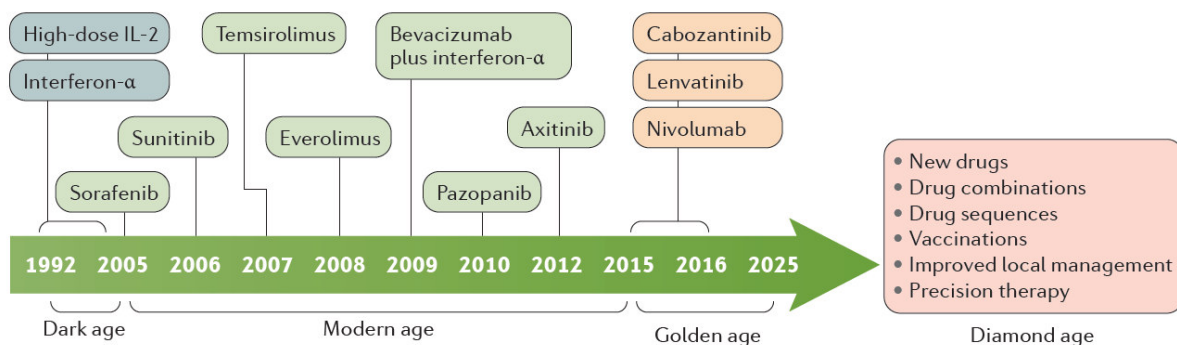 High-dose IL-2
Interferon-α
Sorafenib
Sunitinib
Temsirolimus
Everolimus
Bevacizumab
plus interferon-α
Pazopanib
Axitinib
Cabozantinib
Lenvatinib
Nivolumab
1992 2005 2006 2007 2008 2009 2010 2012 2015 2016 2025
Dark age
Modern age
Golden age
• New drugs
• Drug combinations
• Drug sequences
• Vaccinations
• Improved local management
• Precision therapy
Diamond age